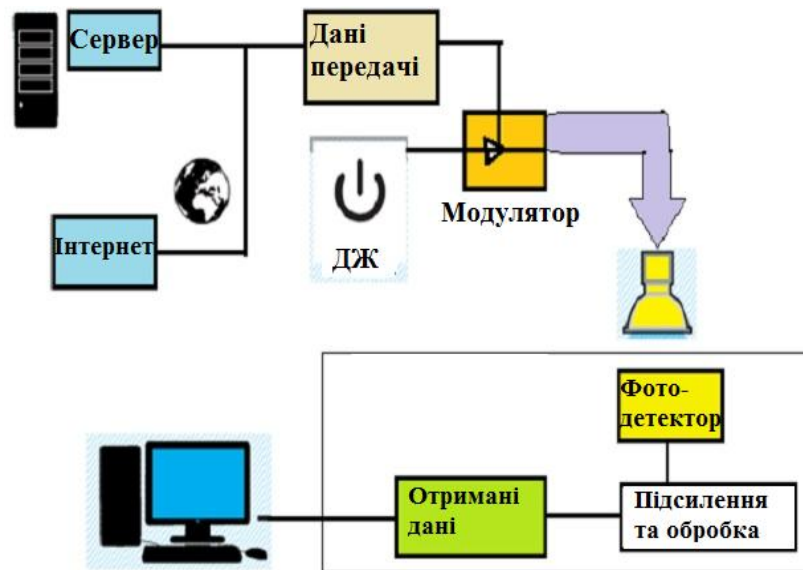 Сервер
Дані
передачі
Модулятор
Інтернет
ДЖ
Фото-
детектор
Отримані
дані
Підсилення
та обробка